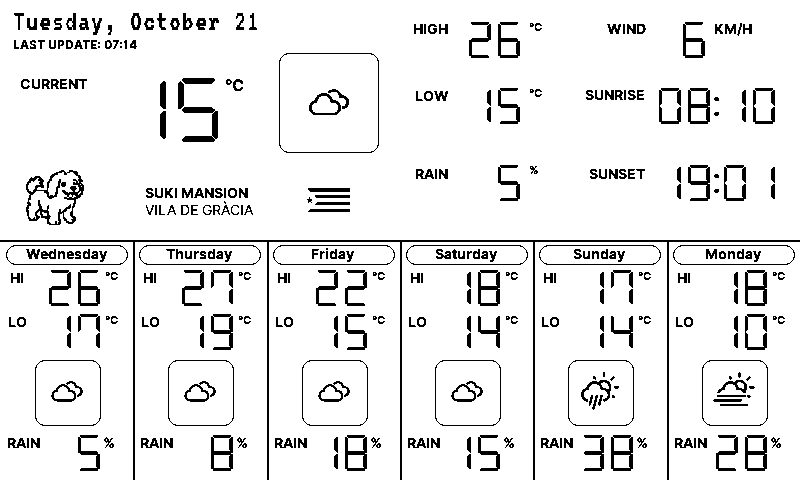 Tuesday, October 21
LAST UPDATE: 07:14
CURRENT 15 °C
SUKI MANSION
VILA DE GRÀCIA
HIGH 26 °C
LOW 15 °C
RAIN 5 %
WIND 6 KM/H
SUNRISE 08:10
SUNSET 19:01
Wednesday
HI 26 °C
LO 17 °C
RAIN 5 %
Thursday
HI 27 °C
LO 19 °C
RAIN 8 %
Friday
HI 22 °C
LO 15 °C
RAIN 18 %
Saturday
HI 18 °C
LO 14 °C
RAIN 15 %
Sunday
HI 17 °C
LO 14 °C
RAIN 38 %
Monday
HI 18 °C
LO 10 °C
RAIN 28 %